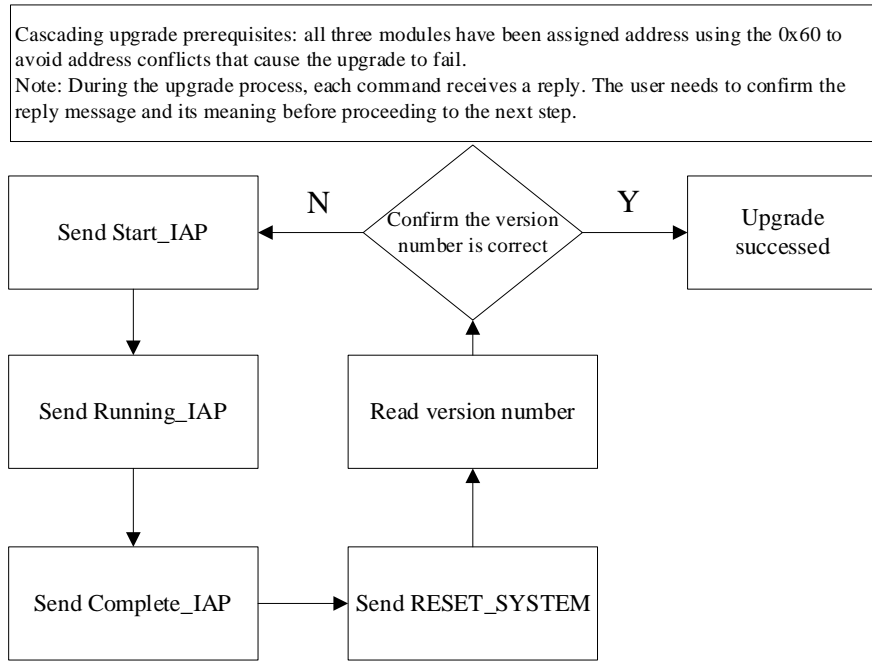 Cascading upgrade prerequisites: all three modules have been assigned address using the 0x60 to
avoid address conflicts that cause the upgrade to fail.
Note: During the upgrade process, each command receives a reply. The user needs to confirm the
reply message and its meaning before proceeding to the next step.
Send Start_IAP
N
Confirm the version
number is correct
Y
Upgrade
successed
Send Running_IAP
Read version number
Send Complete_IAP
Send RESET_SYSTEM